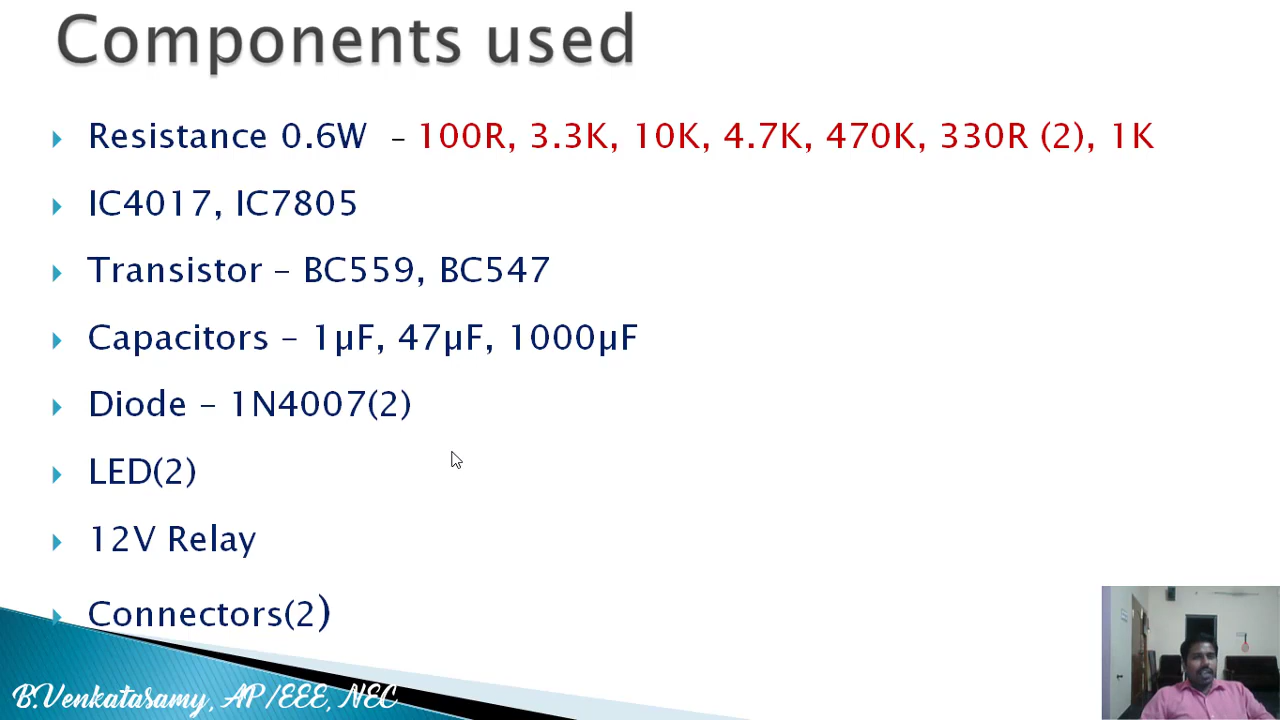 Components used
Resistance 0.6W – 100R, 3.3K, 10K, 4.7K, 470K, 330R (2), 1K
IC4017, IC7805
Transistor – BC559, BC547
Capacitors – 1µF, 47µF, 1000µF
Diode – 1N4007(2)
LED(2)
12V Relay
Connectors(2)
B.Venkatasamy, AP/EEE, NEC